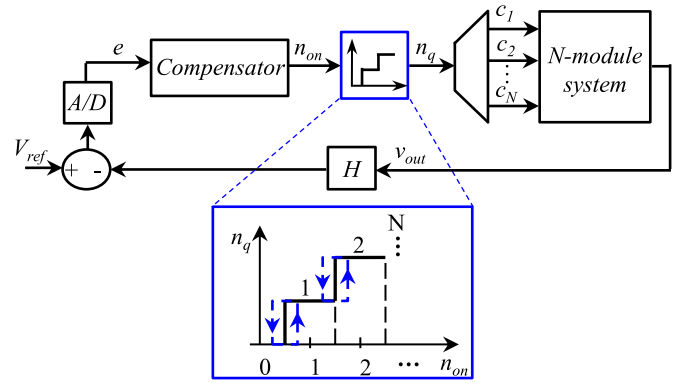 e
Compensator
n_on
n_q
c_1
c_2
⋮
c_N
N-module
system
A/D
V_ref
+ -
H
v_out
n_q
N
⋮
2
1
0 1 2 ... n_on